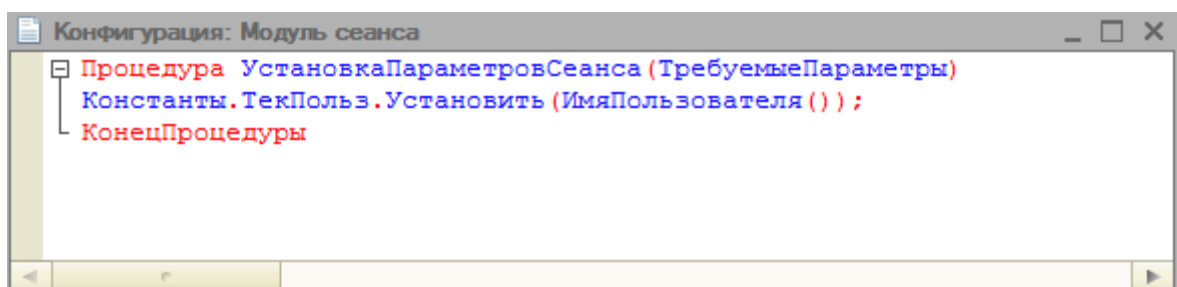 Конфигурация: Модуль сеанса
Процедура УстановкаПараметровСеанса(ТребуемыеПараметры)
Константы.ТекПольз.Установить(ИмяПользователя());
КонецПроцедуры